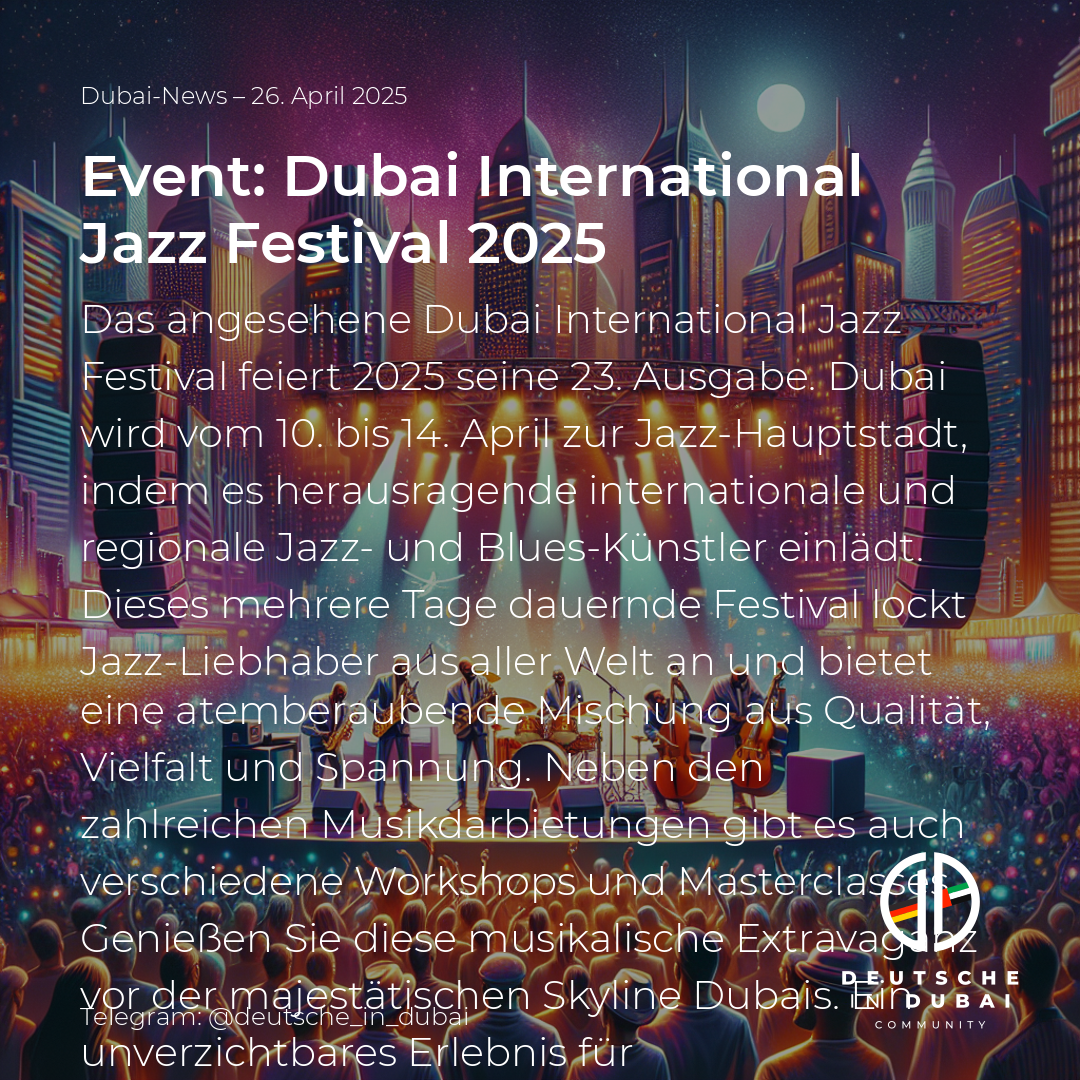 Dubai-News – 26. April 2025
Event: Dubai International
Jazz Festival 2025
Das angesehene Dubai International Jazz
Festival feiert 2025 seine 23. Ausgabe. Dubai
wird vom 10. bis 14. April zur Jazz-Hauptstadt,
indem es herausragende internationale und
regionale Jazz- und Blues-Künstler einlädt.
Dieses mehrere Tage dauernde Festival lockt
Jazz-Liebhaber aus aller Welt an und bietet
eine atemberaubende Mischung aus Qualität,
Vielfalt und Spannung. Neben den
zahlreichen Musikdarbietungen gibt es auch
verschiedene Workshops und Masterclasses.
Genießen Sie diese musikalische Extravaganz
vor der majestätischen Skyline Dubais. Ein
Telegram: @deutsche_in_dubai
unverzichtbares Erlebnis für
DEUTSCHE
IN DUBAI
COMMUNITY